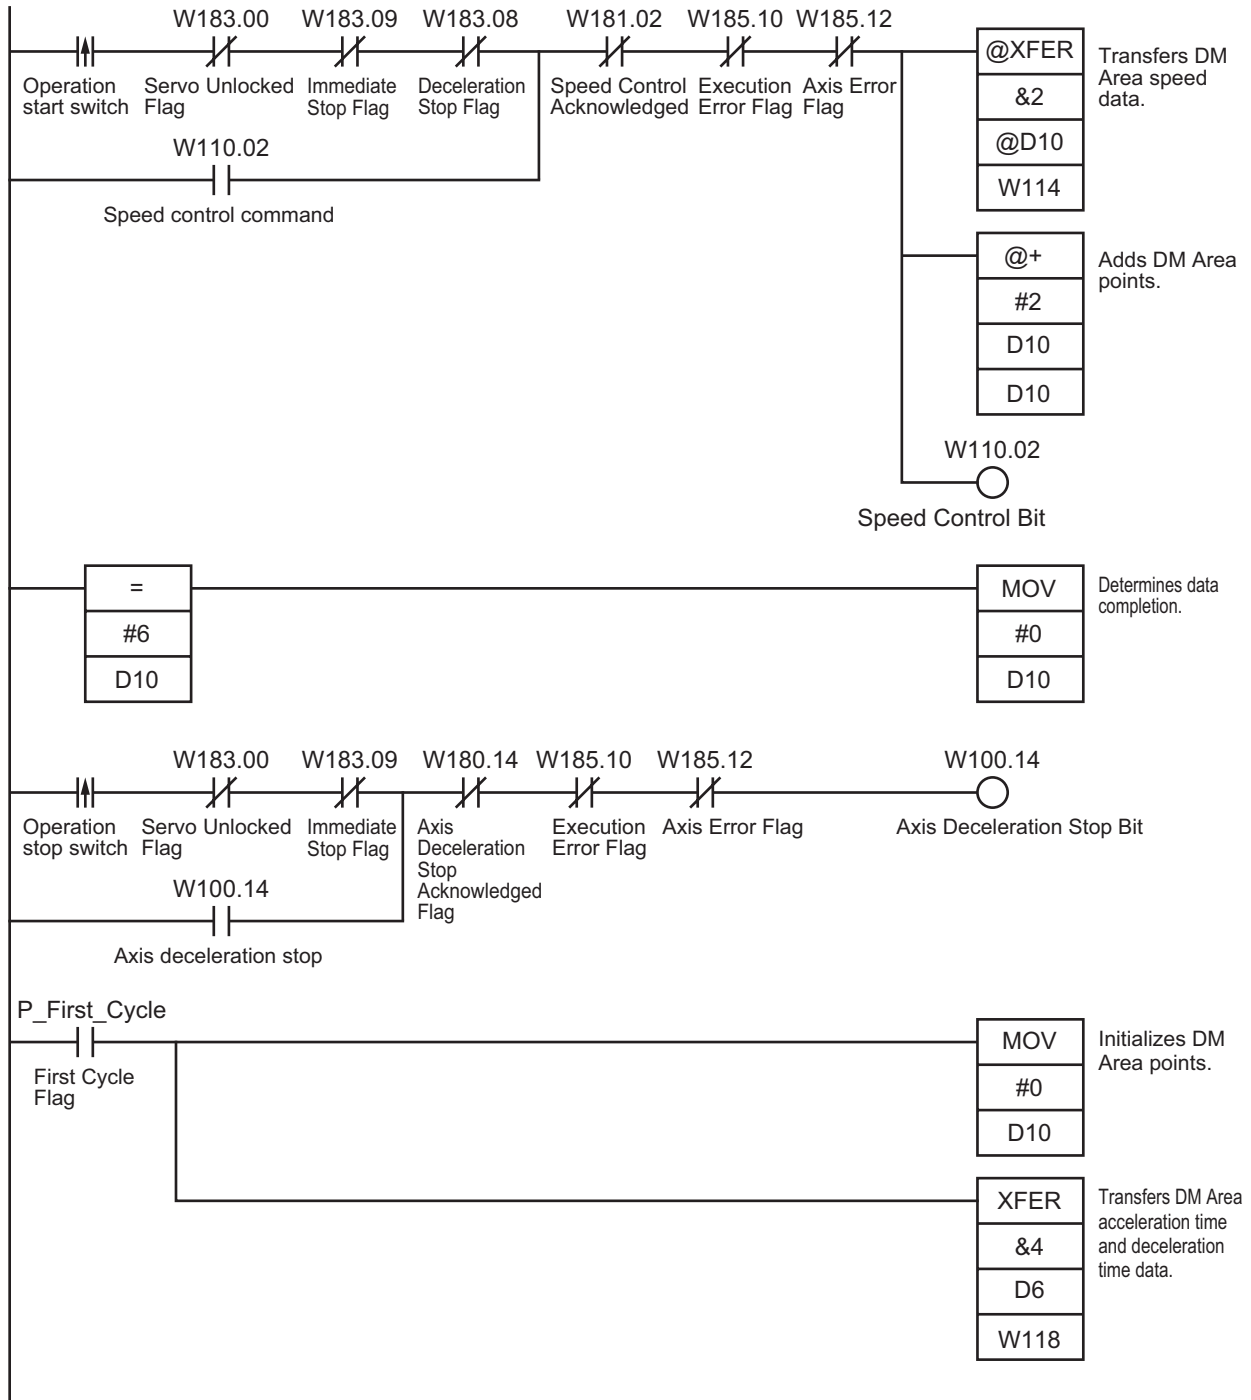 W183.00 W183.09 W183.08 W181.02 W185.10 W185.12
Operation start switch
Servo Unlocked Flag
Immediate Stop Flag
Deceleration Stop Flag
Speed Control Acknowledged
Execution Error Flag
Axis Error Flag
@XFER
&2
@D10
W114
Transfers DM
Area speed
data.
W110.02
Speed control command
@+
#2
D10
D10
Adds DM Area
points.
W110.02
Speed Control Bit
=
#6
D10
MOV
#0
D10
Determines data
completion.
W183.00 W183.09 W180.14 W185.10 W185.12 W100.14
Operation
stop switch
Servo Unlocked
Flag
Immediate
Stop Flag
Axis
Deceleration
Stop
Acknowledged
Flag
Execution
Error Flag
Axis Error Flag
Axis Deceleration Stop Bit
W100.14
Axis deceleration stop
P_First_Cycle
First Cycle
Flag
MOV
#0
D10
Initializes DM
Area points.
XFER
&4
D6
W118
Transfers DM Area
acceleration time
and deceleration
time data.